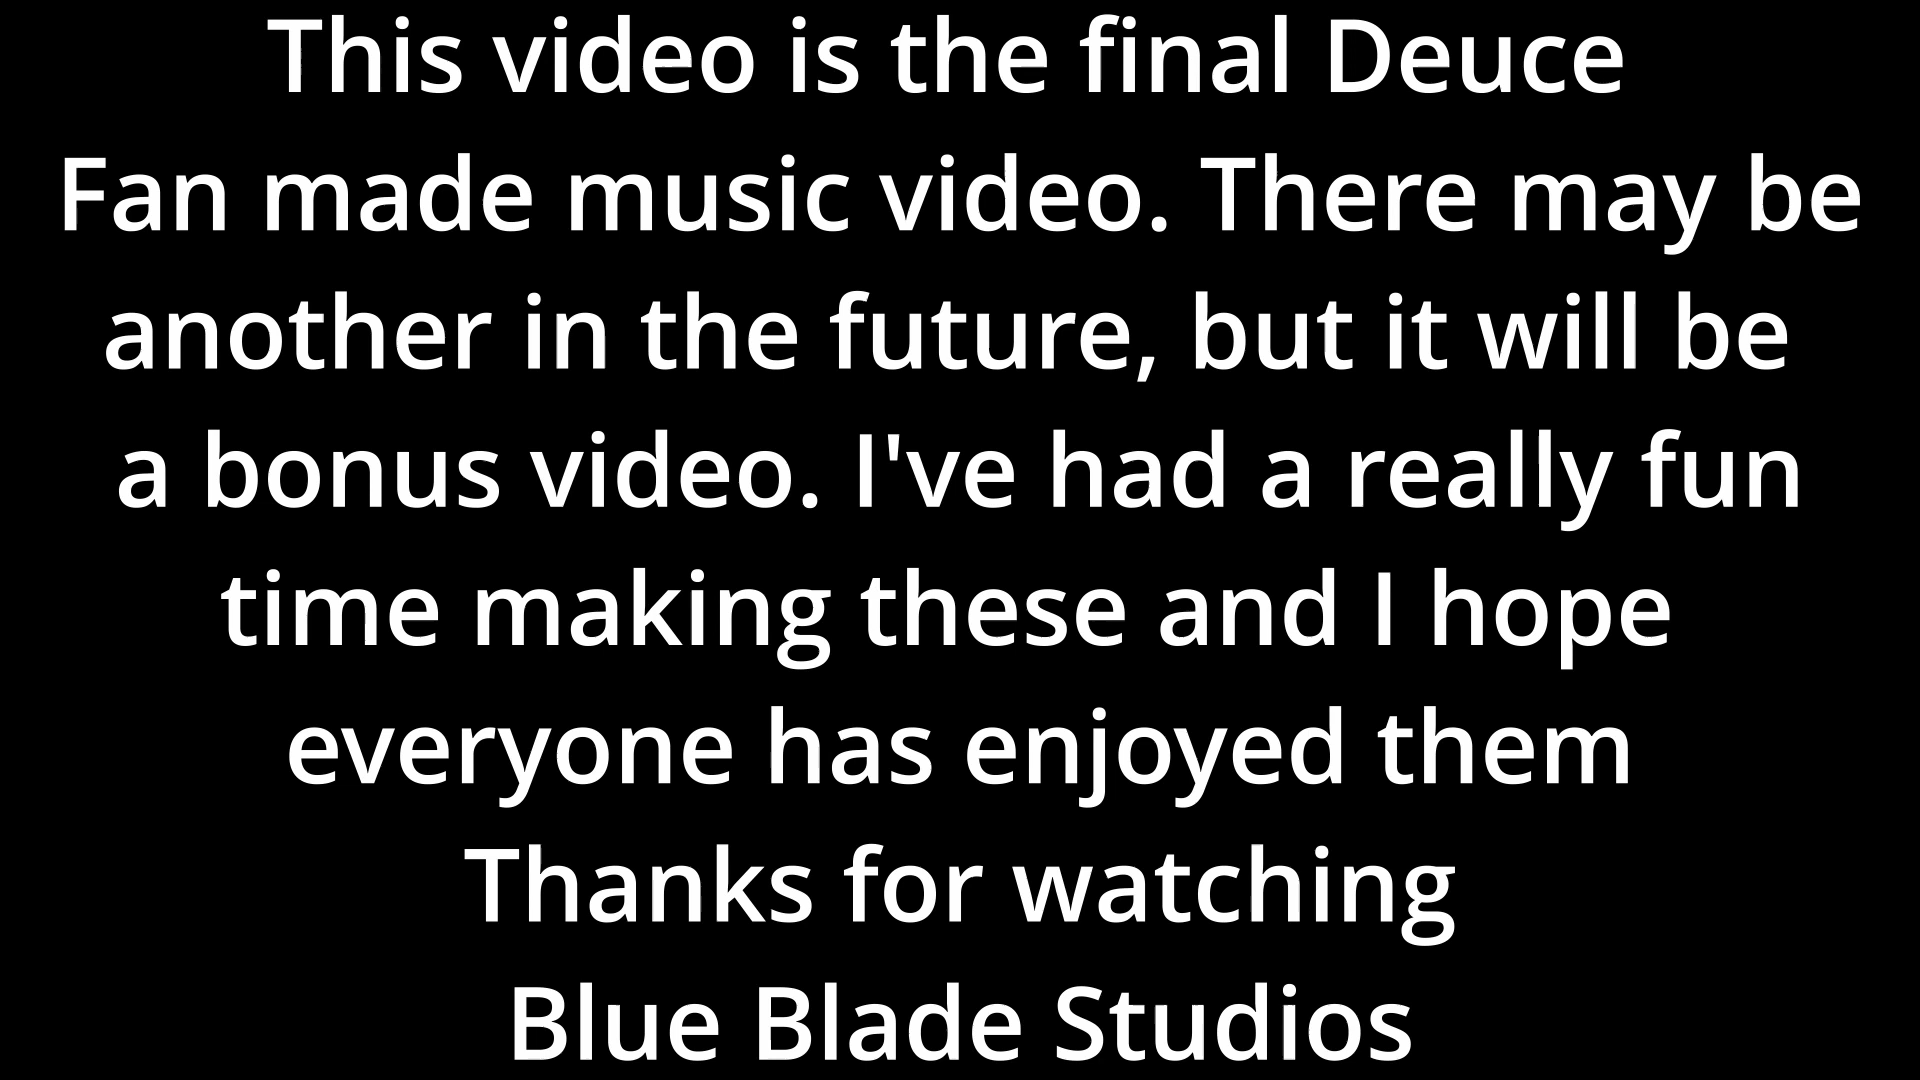 This video is the final Deuce
Fan made music video. There may be
another in the future, but it will be
a bonus video. I've had a really fun
time making these and I hope
everyone has enjoyed them
Thanks for watching
Blue Blade Studios